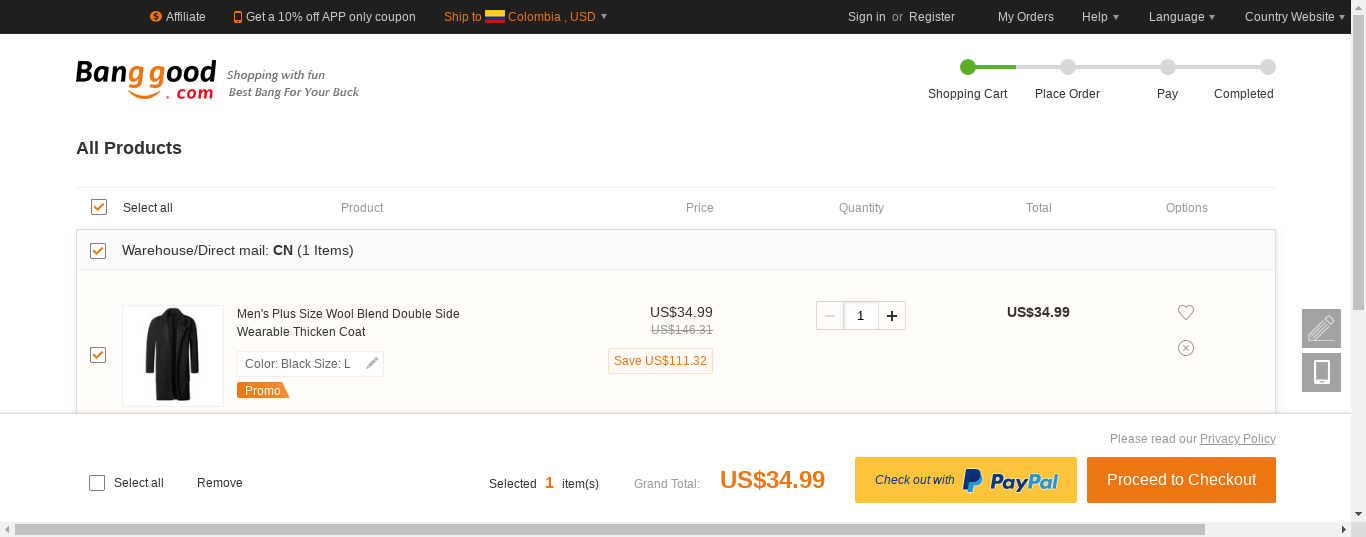 Affiliate
Get a 10% off APP only coupon
Ship to Colombia , USD
Sign in or Register
My Orders
Help
Language
Country Website
Banggood
.com
Shopping with fun
Best Bang For Your Buck
Shopping Cart
Place Order
Pay
Completed
All Products
Select all
Product
Price
Quantity
Total
Options
Warehouse/Direct mail: CN (1 Items)
Men's Plus Size Wool Blend Double Side
Wearable Thicken Coat
Color: Black Size: L
Promo
US$34.99
US$146.31
Save US$111.32
1
US$34.99
Please read our Privacy Policy
Select all
Remove
Selected 1 item(s)
Grand Total:
US$34.99
Check out with PayPal
Proceed to Checkout